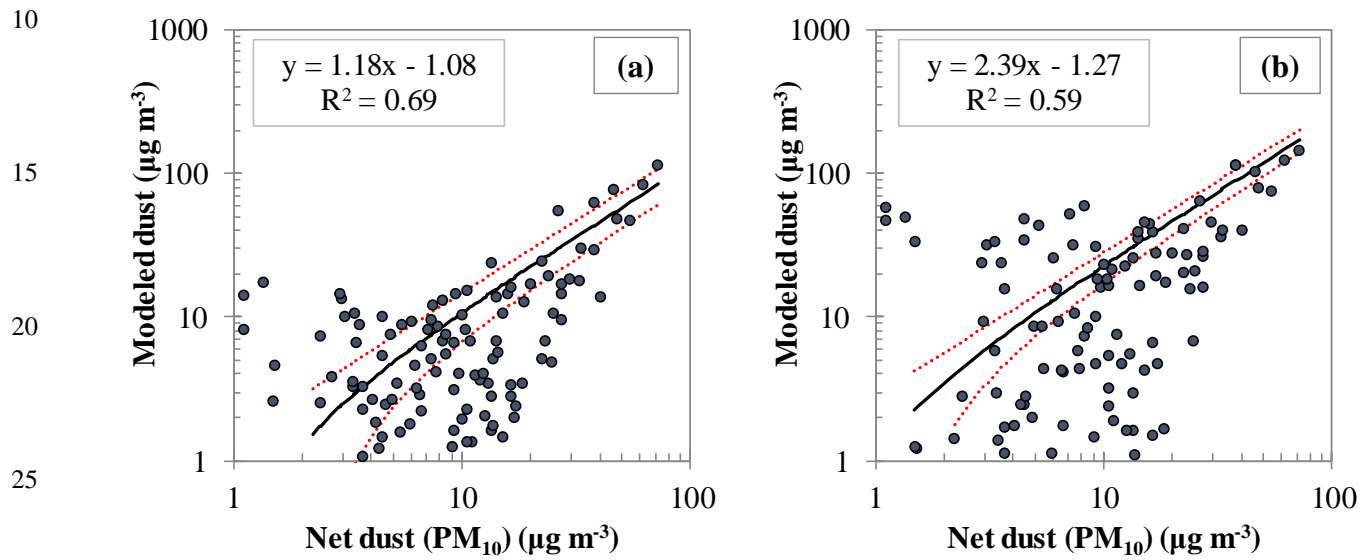 10
15
20
25
1000
100
10
1
Modeled dust (µg m-3)
y = 1.18x - 1.08
R2 = 0.69
(a)
1 10 100
Net dust (PM10) (µg m-3)
1000
100
10
1
Modeled dust (µg m-3)
y = 2.39x - 1.27
R2 = 0.59
(b)
1 10 100
Net dust (PM10) (µg m-3)